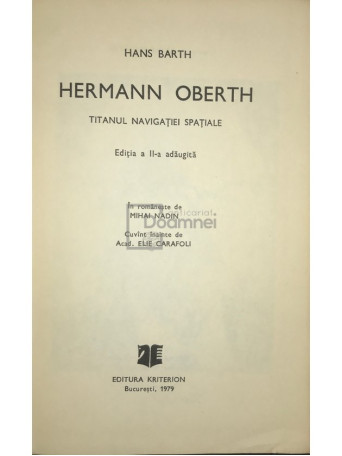 HANS BARTH
HERMANN OBERTH
TITANUL NAVIGAȚIEI SPAȚIALE
Ediția a II-a adăugită
În românește de
MIHAI NADIN
anticariat
Doamnei
Cuvînt înainte de
Acad. ELIE CARAFOLI
EDITURA KRITERION
București, 1979